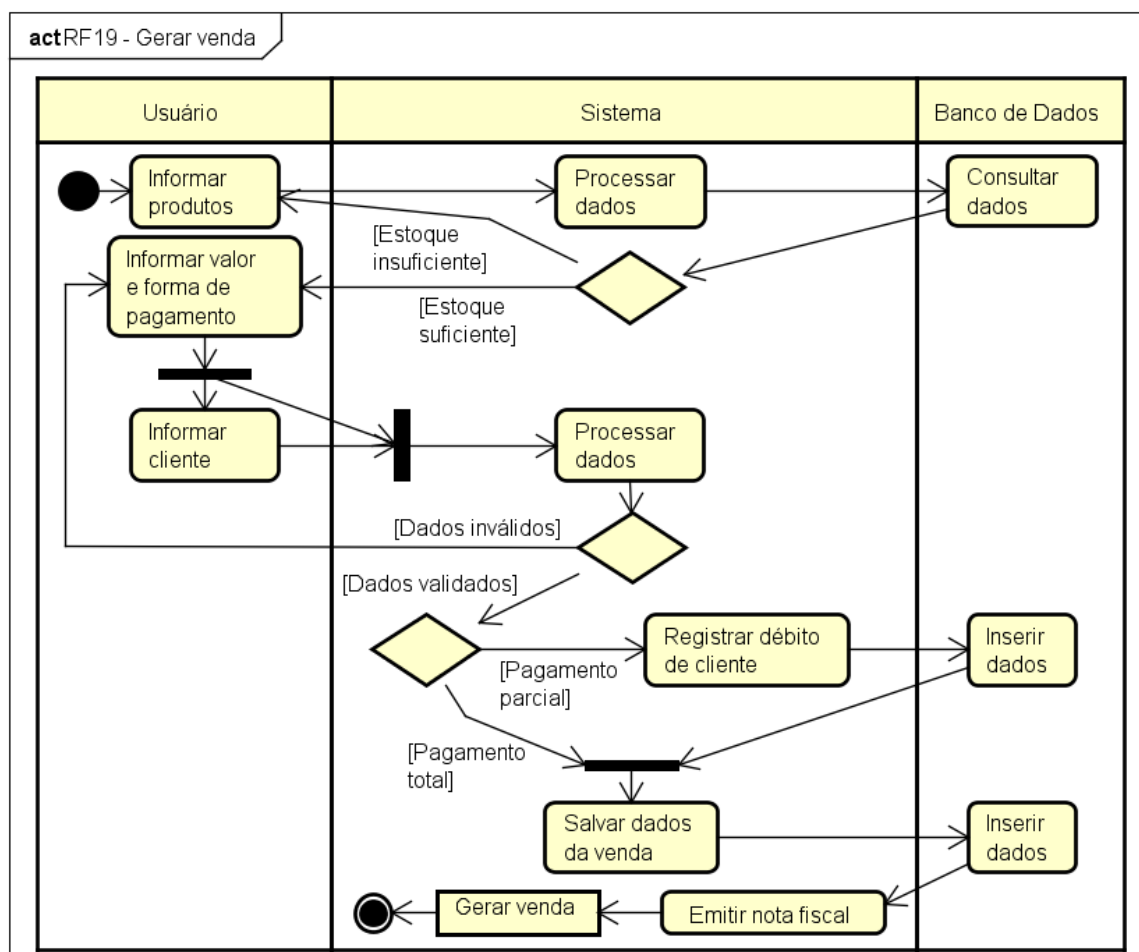 act RF19 - Gerar venda
Usuário
Sistema
Banco de Dados
Informar
produtos
Processar
dados
Consultar
dados
[Estoque
insuficiente]
Informar valor
e forma de
pagamento
[Estoque
suficiente]
Informar
cliente
Processar
dados
[Dados inválidos]
[Dados validados]
Registrar débito
de cliente
Inserir
dados
[Pagamento
parcial]
[Pagamento
total]
Salvar dados
da venda
Inserir
dados
Gerar venda
Emitir nota fiscal